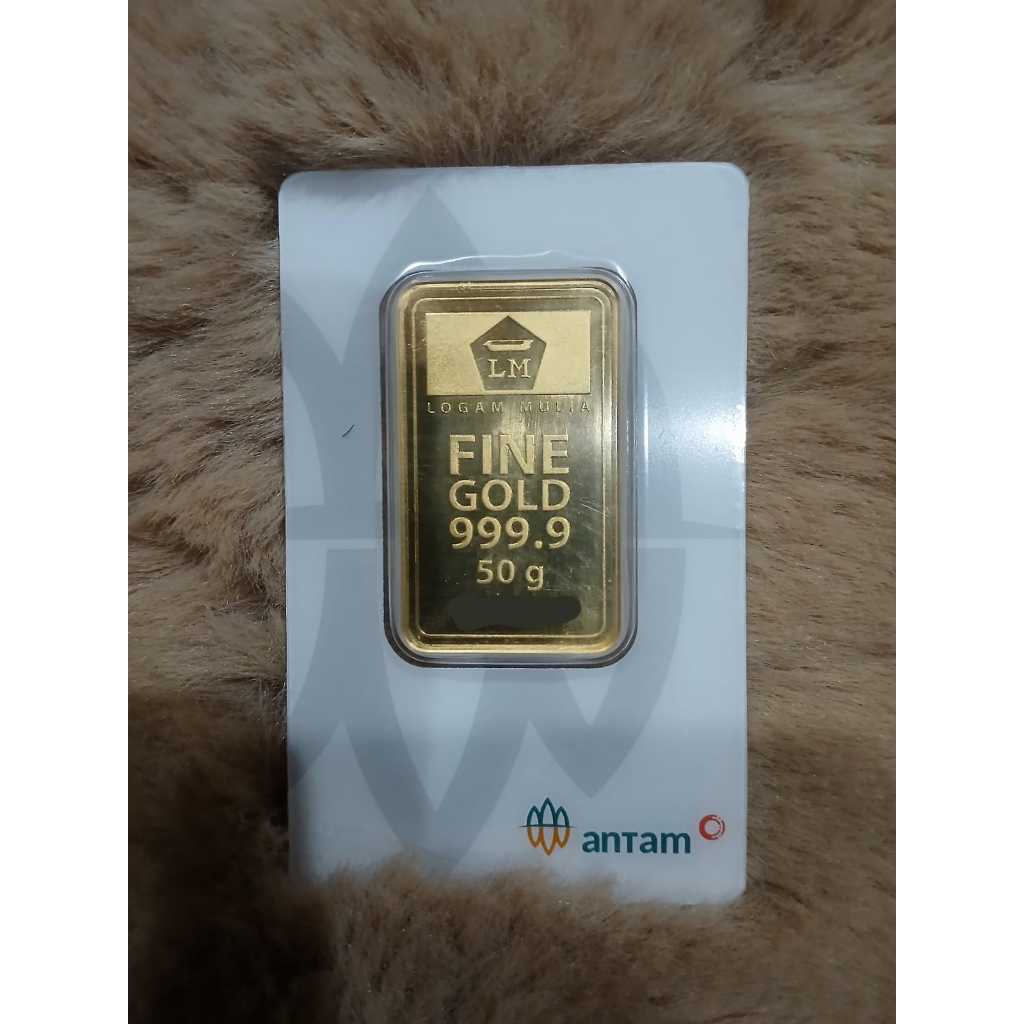 LM
LOGAM MULIA
FINE
GOLD
999.9
50 g
antam